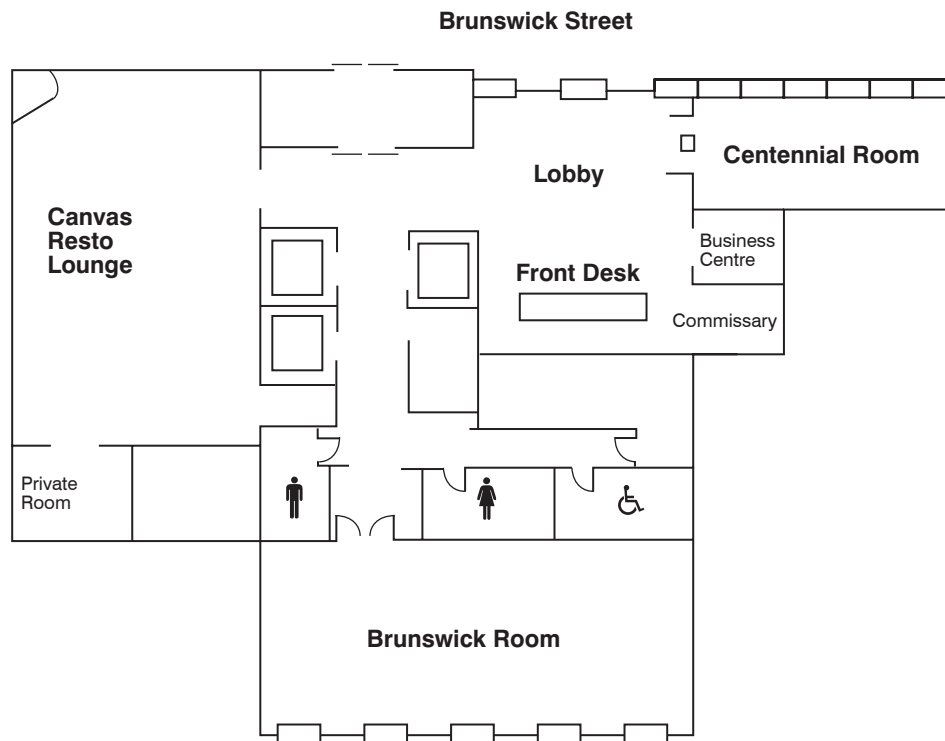 Brunswick Street
Centennial Room
Lobby
Canvas
Resto
Lounge
Business
Centre
Front Desk
Commissary
Private
Room
Brunswick Room